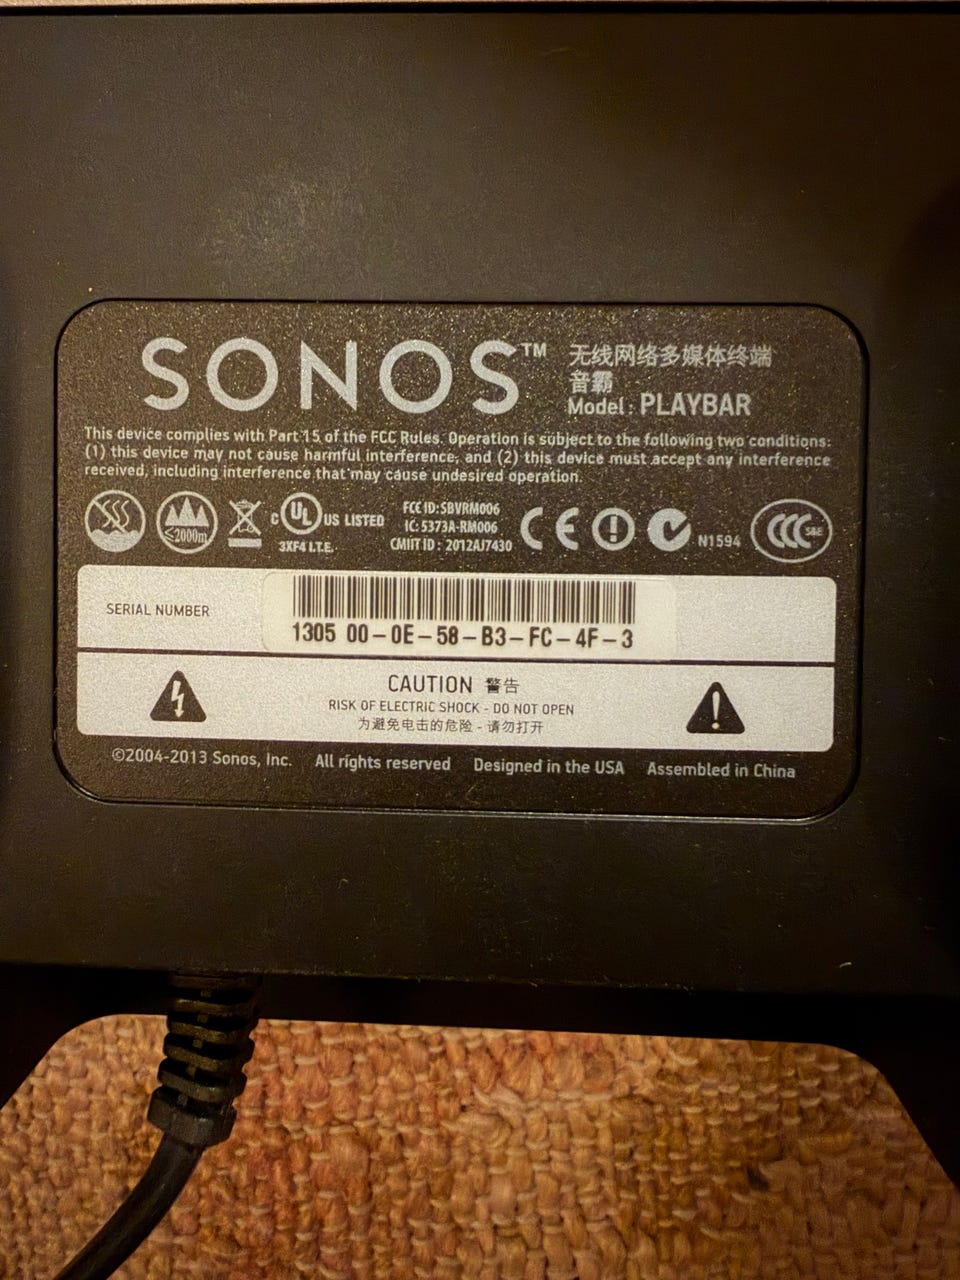 SONOS™
无线网络多媒体终端
音霸
Model : PLAYBAR
This device complies with Part 15 of the FCC Rules. Operation is subject to the following two conditions:
(1) this device may not cause harmful interference, and (2) this device must accept any interference
received, including interference that may cause undesired operation.
≤2000m
c UL US LISTED
3XF4 I.T.E.
FCC ID: SBVRM006
IC: 5373A-RM006
CMIIT ID : 2012AJ7430
CE
N1594
CCC S&E
SERIAL NUMBER
1305 00-0E-58-B3-FC-4F-3
CAUTION 警告
RISK OF ELECTRIC SHOCK - DO NOT OPEN
为避免电击的危险 - 请勿打开
©2004-2013 Sonos, Inc. All rights reserved Designed in the USA Assembled in China